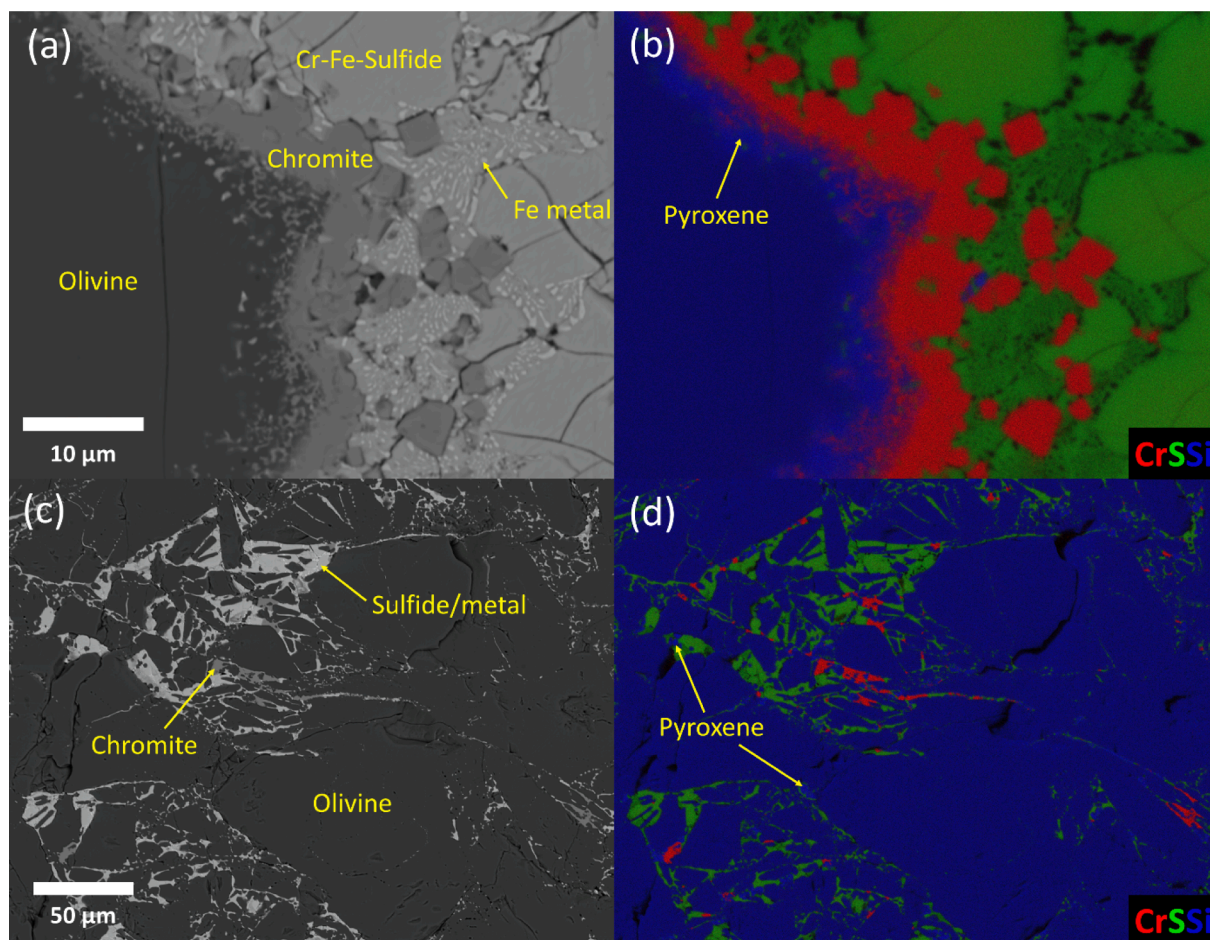 (a)
Cr-Fe-Sulfide
Chromite
Fe metal
Olivine
10 µm
(b)
Pyroxene
CrSSi
(c)
Sulfide/metal
Chromite
Olivine
50 µm
(d)
Pyroxene
CrSSi